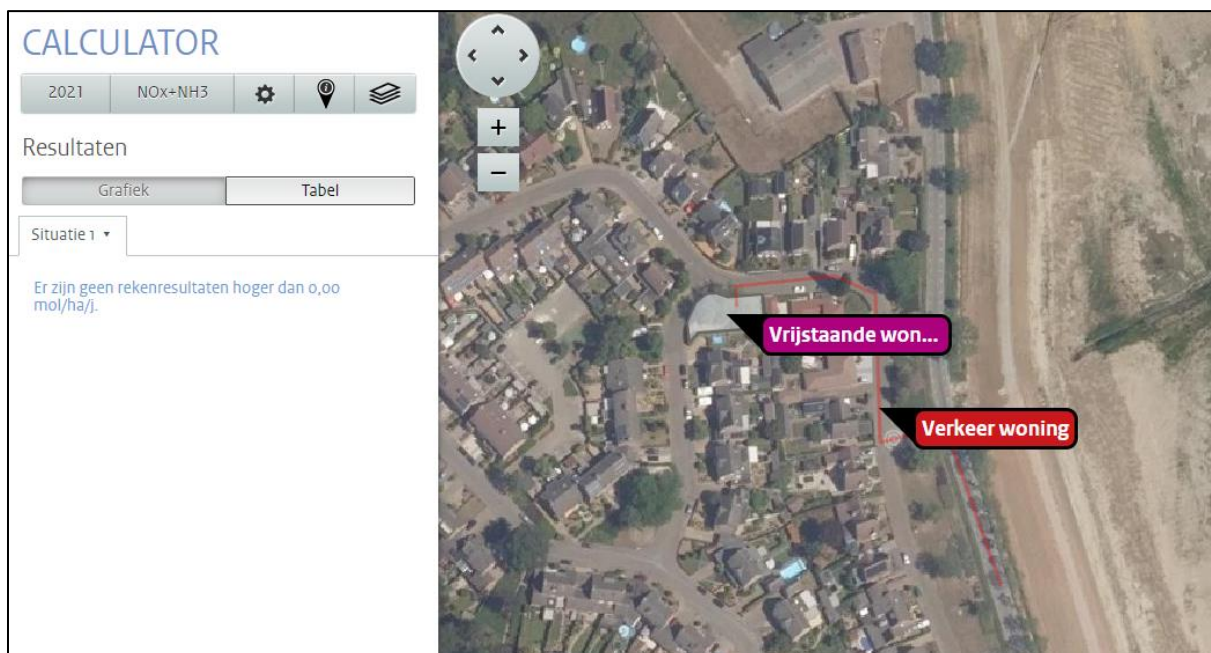 CALCULATOR
2021 NOx+NH3
Resultaten
Grafiek Tabel
Situatie 1
Er zijn geen rekenresultaten hoger dan 0,00
mol/ha/j.
+
−
Vrijstaande won...
Verkeer woning